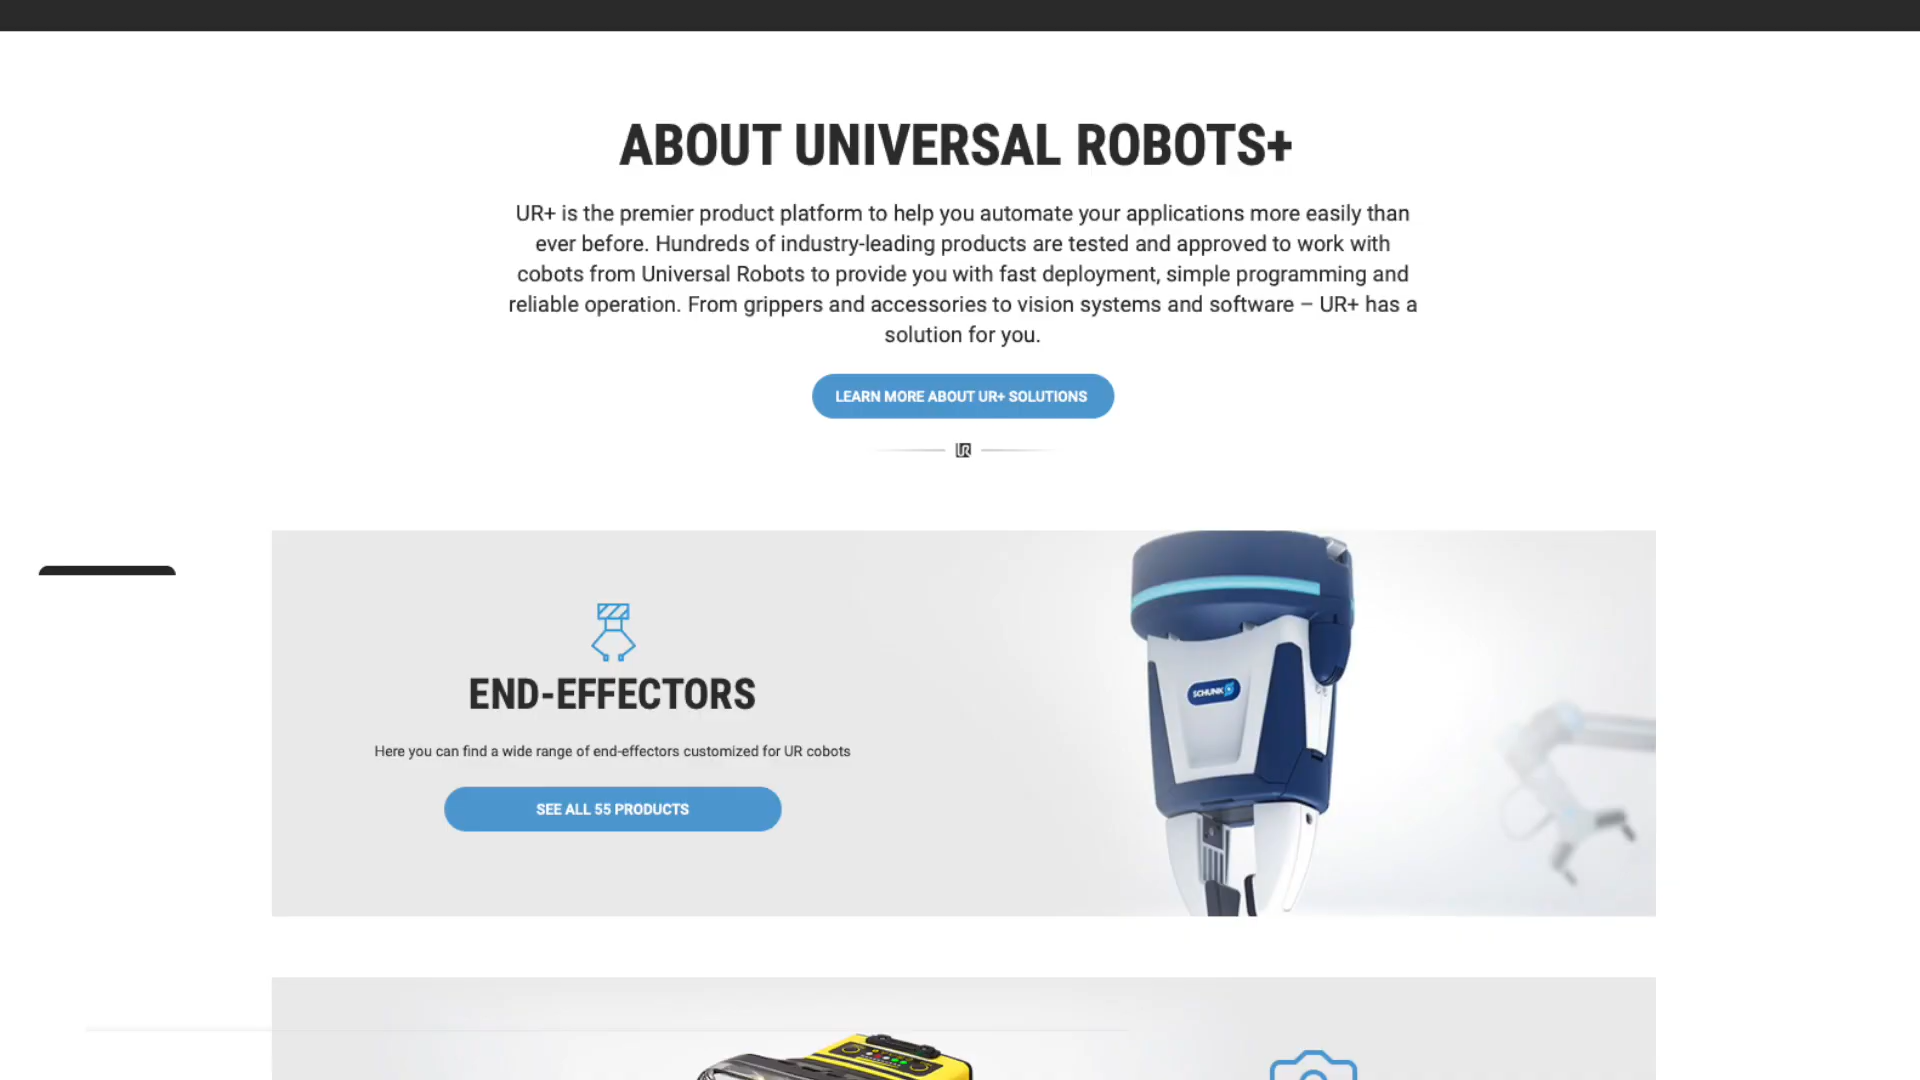 ABOUT UNIVERSAL ROBOTS+
UR+ is the premier product platform to help you automate your applications more easily than
ever before. Hundreds of industry-leading products are tested and approved to work with
cobots from Universal Robots to provide you with fast deployment, simple programming and
reliable operation. From grippers and accessories to vision systems and software – UR+ has a
solution for you.
LEARN MORE ABOUT UR+ SOLUTIONS
UR
END-EFFECTORS
Here you can find a wide range of end-effectors customized for UR cobots
SEE ALL 55 PRODUCTS
SCHUNK